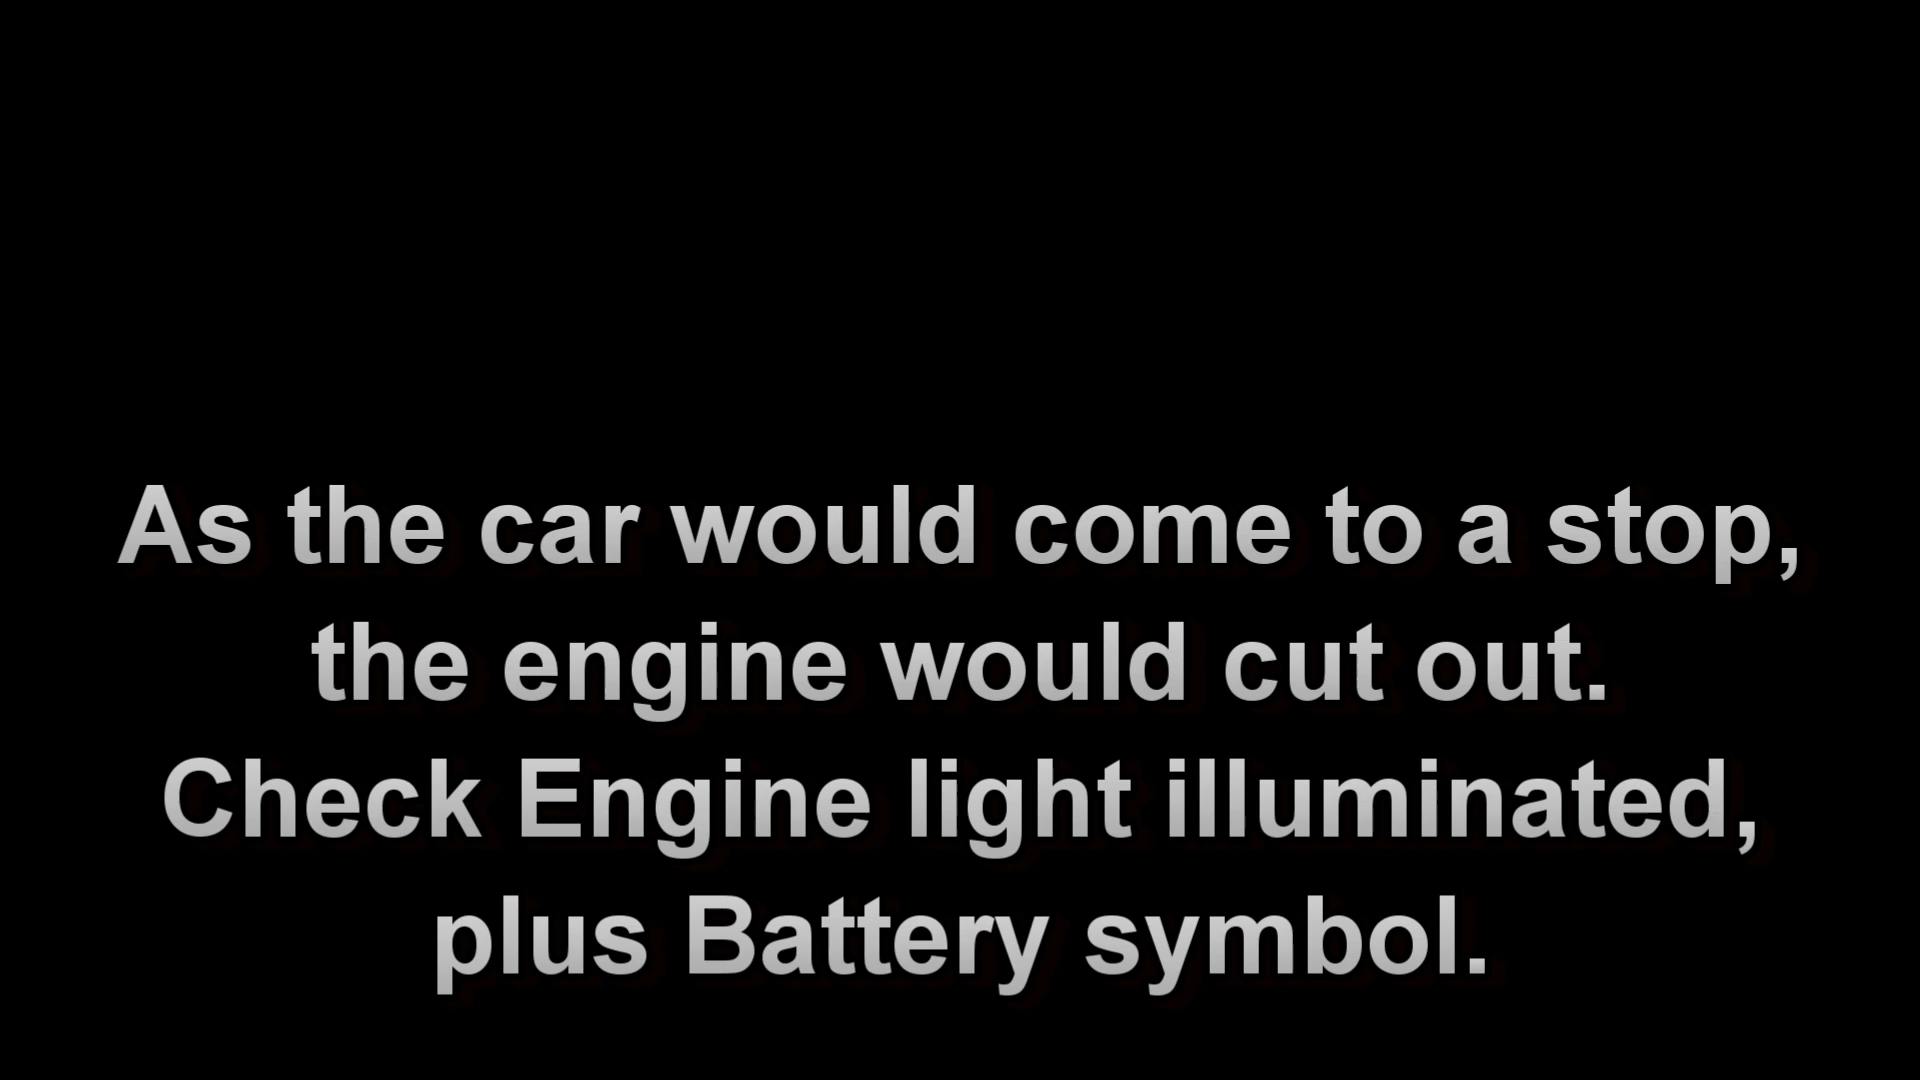 As the car would come to a stop,
the engine would cut out.
Check Engine light illuminated,
plus Battery symbol.